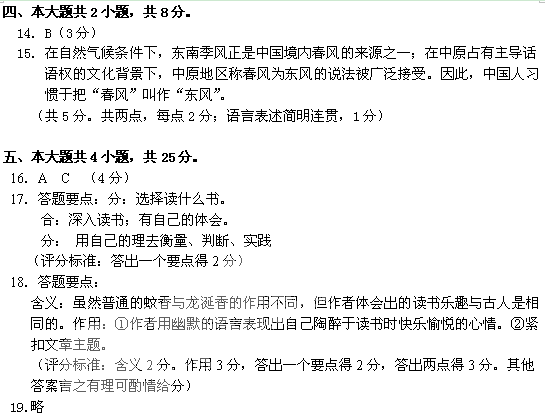 四、本大题共2小题，共8分。
14. B(3分)
15. 在自然气候条件下，东南季风正是中国境内春风的来源之一；在中原占有主导话
语权的文化背景下，中原地区称春风为东风的说法被广泛接受。因此，中国人习
惯于把“春风”叫作“东风”。
（共5分。共两点，每点2分；语言表述简明连贯，1分）
五、本大题共4小题，共25分。
16. A C （4分）
17. 答题要点：分：选择读什么书。
合：深入读书；有自己的体会。
分： 用自己的理去衡量、判断、实践
（评分标准：答出一个要点得2分）
18. 答题要点：
含义：虽然普通的蚊香与龙涎香的作用不同，但作者体会出的读书乐趣与古人是相
同的。作用：①作者用幽默的语言表现出自己陶醉于读书时快乐愉悦的心情。②紧
扣文章主题。
（评分标准：含义2分。作用3分，答出一个要点得2分，答出两点得3分。其他
答案言之有理可酌情给分）
19.略